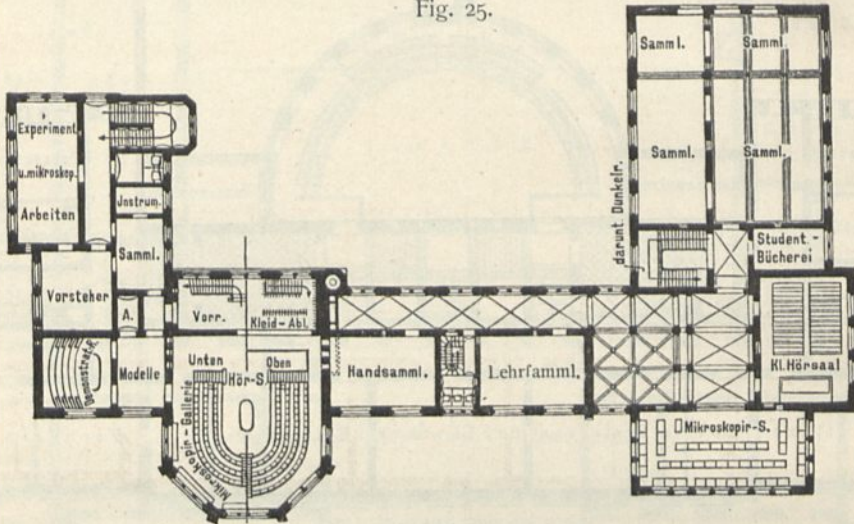 Fig. 25.
Samml.
Samml.
Experiment.
u. mikroskop.
Arbeiten
Samml.
Samml.
darunt. Dunkelr.
Jnstrum.
Samml.
Student.-
Bücherei
Vorsteher
A.
Vorr.
Kleid-Abl.
Demonstrat.-R.
Modelle
Unten
Oben
Hör-S.
Mikroskopir-Gallerie
Handsamml.
Lehrsamml.
Kl. Hörsaal
Mikroskopir-S.